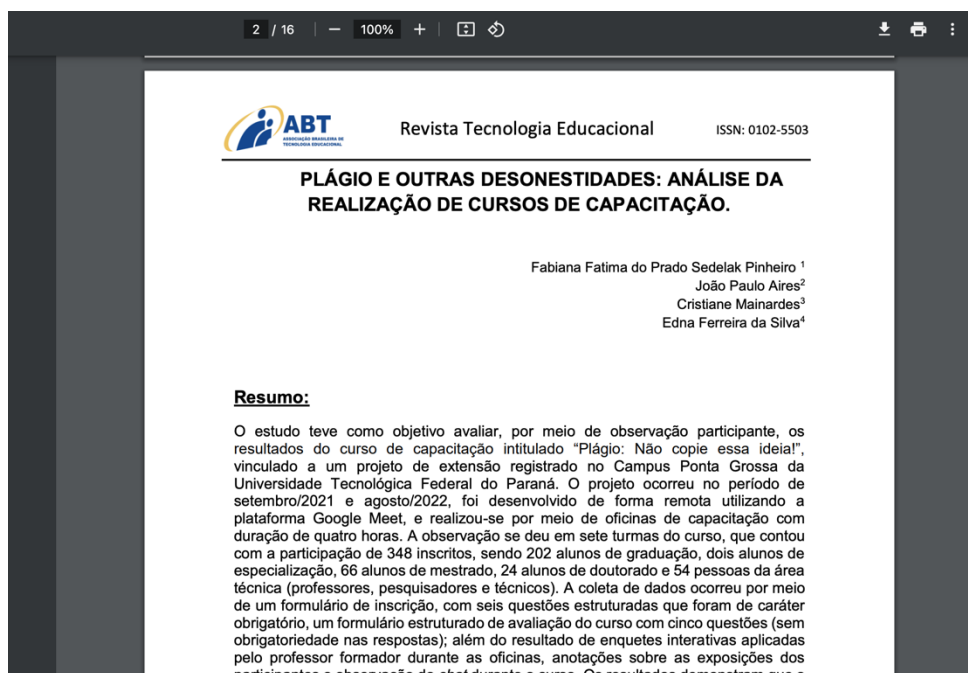 2 / 16 | − 100% + |
ABT
ASSOCIAÇÃO BRASILEIRA DE
TECNOLOGIA EDUCACIONAL
Revista Tecnologia Educacional
ISSN: 0102-5503
PLÁGIO E OUTRAS DESONESTIDADES: ANÁLISE DA
REALIZAÇÃO DE CURSOS DE CAPACITAÇÃO.
Fabiana Fatima do Prado Sedelak Pinheiro ¹
João Paulo Aires²
Cristiane Mainardes³
Edna Ferreira da Silva⁴
Resumo:
O estudo teve como objetivo avaliar, por meio de observação participante, os
resultados do curso de capacitação intitulado “Plágio: Não copie essa ideia!”,
vinculado a um projeto de extensão registrado no Campus Ponta Grossa da
Universidade Tecnológica Federal do Paraná. O projeto ocorreu no período de
setembro/2021 e agosto/2022, foi desenvolvido de forma remota utilizando a
plataforma Google Meet, e realizou-se por meio de oficinas de capacitação com
duração de quatro horas. A observação se deu em sete turmas do curso, que contou
com a participação de 348 inscritos, sendo 202 alunos de graduação, dois alunos de
especialização, 66 alunos de mestrado, 24 alunos de doutorado e 54 pessoas da área
técnica (professores, pesquisadores e técnicos). A coleta de dados ocorreu por meio
de um formulário de inscrição, com seis questões estruturadas que foram de caráter
obrigatório, um formulário estruturado de avaliação do curso com cinco questões (sem
obrigatoriedade nas respostas); além do resultado de enquetes interativas aplicadas
pelo professor formador durante as oficinas, anotações sobre as exposições dos
participantes e observação do chat durante o curso. Os resultados demonstram que o